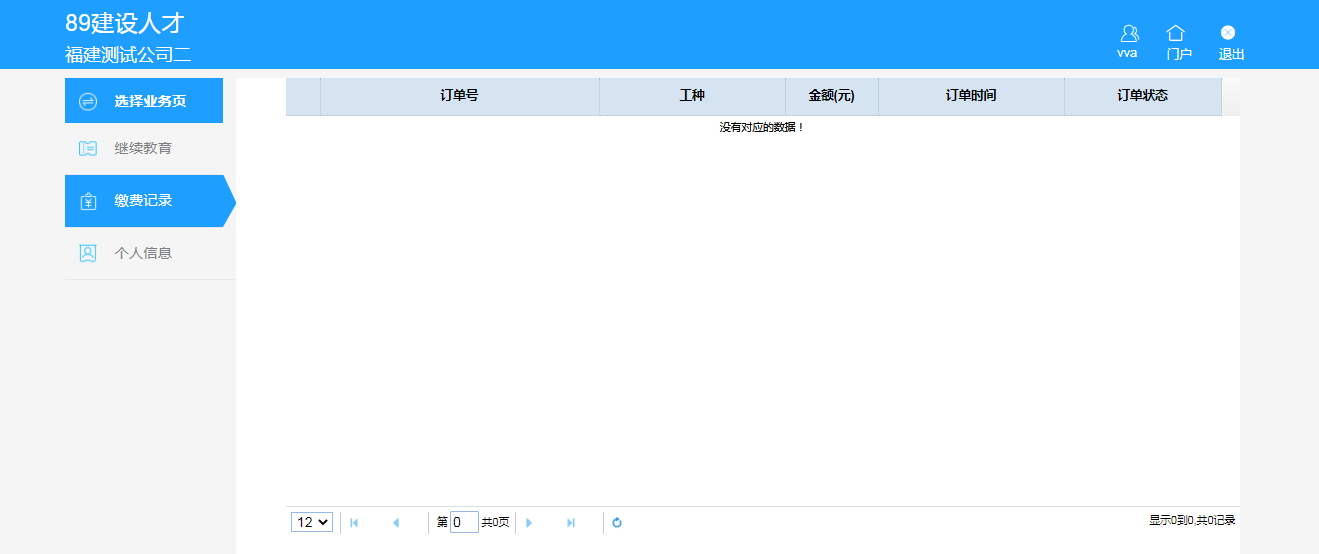 89建设人才
福建测试公司二
vva 门户 退出
选择业务页
继续教育
缴费记录
个人信息
订单号 工种 金额(元) 订单时间 订单状态
没有对应的数据！
12 第 0 共0页 显示0到0,共0记录